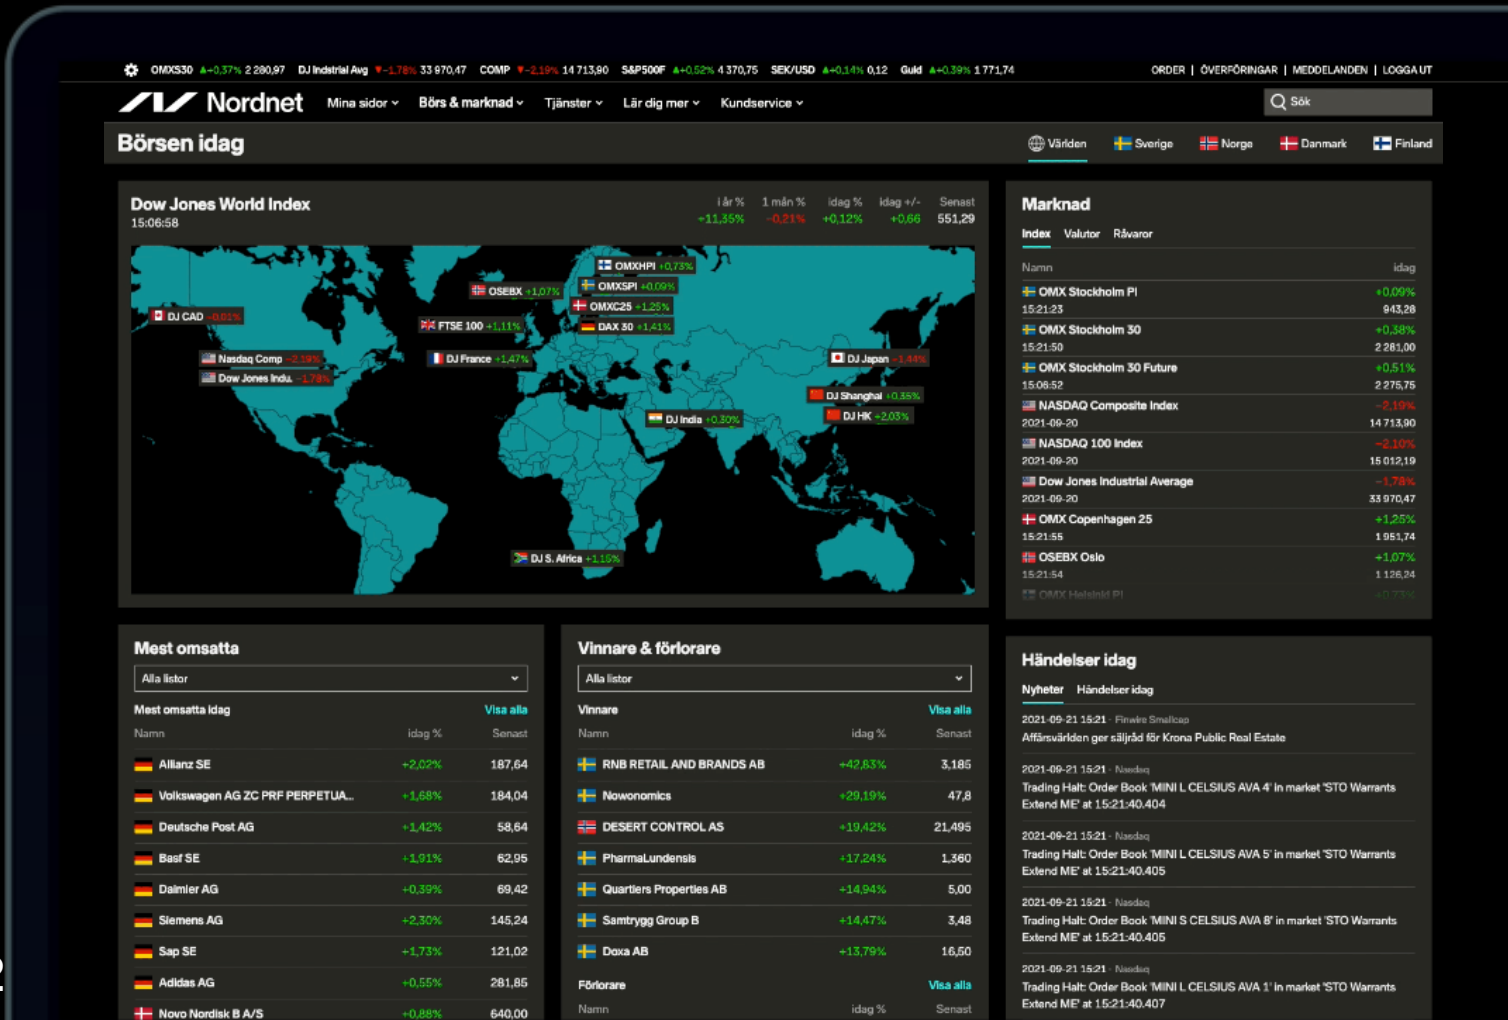 OMXS30 ▲+0,37% 2 280,97 DJ Indstrial Avg ▼-1,78% 33 970,47 COMP ▼-2,19% 14 713,90 S&P500F ▲+0,52% 4 370,75 SEK/USD ▲+0,14% 0,12 Guld ▲+0.39% 1 771,74 ORDER | ÖVERFÖRINGAR | MEDDELANDEN | LOGGA UT
Nordnet Mina sidor Börs & marknad Tjänster Lär dig mer Kundservice Sök
Börsen idag Världen Sverige Norge Danmark Finland
Dow Jones World Index
15:06:58
i år % 1 mån % idag % idag +/- Senast
+11,35% -0,21% +0,12% +0,66 551,29
OMXHPI +0,73%
OMXSPI +0,09%
OSEBX +1,07%
OMXC25 +1,25%
DJ CAD -0,01%
FTSE 100 +1,11%
DAX 30 +1,41%
Nasdaq Comp -2,19%
DJ France +1,47%
DJ Japan -1,44%
Dow Jones Indu. -1,78%
DJ Shanghai +0,35%
DJ India +0,30%
DJ HK +2,03%
DJ S. Africa +1,15%
Marknad
Index Valutor Råvaror
Namn idag
OMX Stockholm PI +0,09%
15:21:23 943,28
OMX Stockholm 30 +0,38%
15:21:50 2 281,00
OMX Stockholm 30 Future +0,51%
15:06:52 2 275,75
NASDAQ Composite Index -2,19%
2021-09-20 14 713,90
NASDAQ 100 Index -2,10%
2021-09-20 15 012,19
Dow Jones Industrial Average -1,78%
2021-09-20 33 970,47
OMX Copenhagen 25 +1,25%
15:21:55 1 951,74
OSEBX Oslo +1,07%
15:21:54 1 126,24
OMX Helsinki PI +0,73%
Mest omsatta
Alla listor
Mest omsatta idag Visa alla
Namn idag % Senast
Allianz SE +2,02% 187,64
Volkswagen AG ZC PRF PERPETUA... +1,68% 184,04
Deutsche Post AG +1,42% 58,64
Basf SE +1,91% 62,95
Daimler AG +0,39% 69,42
Siemens AG +2,30% 145,24
Sap SE +1,73% 121,02
Adidas AG +0,55% 281,85
Novo Nordisk B A/S +0,88% 640,00
Vinnare & förlorare
Alla listor
Vinnare Visa alla
Namn idag % Senast
RNB RETAIL AND BRANDS AB +42,83% 3,185
Nowonomics +29,19% 47,8
DESERT CONTROL AS +19,42% 21,495
PharmaLundensis +17,24% 1,360
Quartiers Properties AB +14,94% 5,00
Samtrygg Group B +14,47% 3,48
Doxa AB +13,79% 16,50
Förlorare Visa alla
Namn idag % Senast
Händelser idag
Nyheter Händelser idag
2021-09-21 15:21 - Finwire Smallcap
Affärsvärlden ger säljråd för Krona Public Real Estate
2021-09-21 15:21 - Nasdaq
Trading Halt: Order Book 'MINI L CELSIUS AVA 4' in market 'STO Warrants
Extend ME' at 15:21:40.404
2021-09-21 15:21 - Nasdaq
Trading Halt: Order Book 'MINI L CELSIUS AVA 5' in market 'STO Warrants
Extend ME' at 15:21:40.405
2021-09-21 15:21 - Nasdaq
Trading Halt: Order Book 'MINI S CELSIUS AVA 8' in market 'STO Warrants
Extend ME' at 15:21:40.405
2021-09-21 15:21 - Nasdaq
Trading Halt: Order Book 'MINI L CELSIUS AVA 1' in market 'STO Warrants
Extend ME' at 15:21:40.407